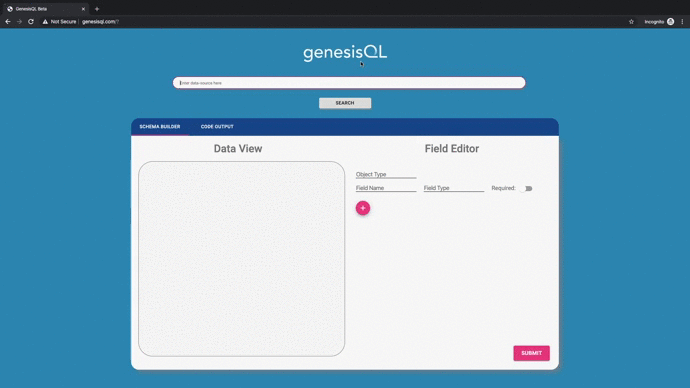 GenesisQL Beta
Not Secure | genesisql.com/?
Incognito
genesisQL
Enter data-source here
SEARCH
SCHEMA BUILDER CODE OUTPUT
Data View Field Editor
Object Type
Field Name Field Type Required:
+
SUBMIT